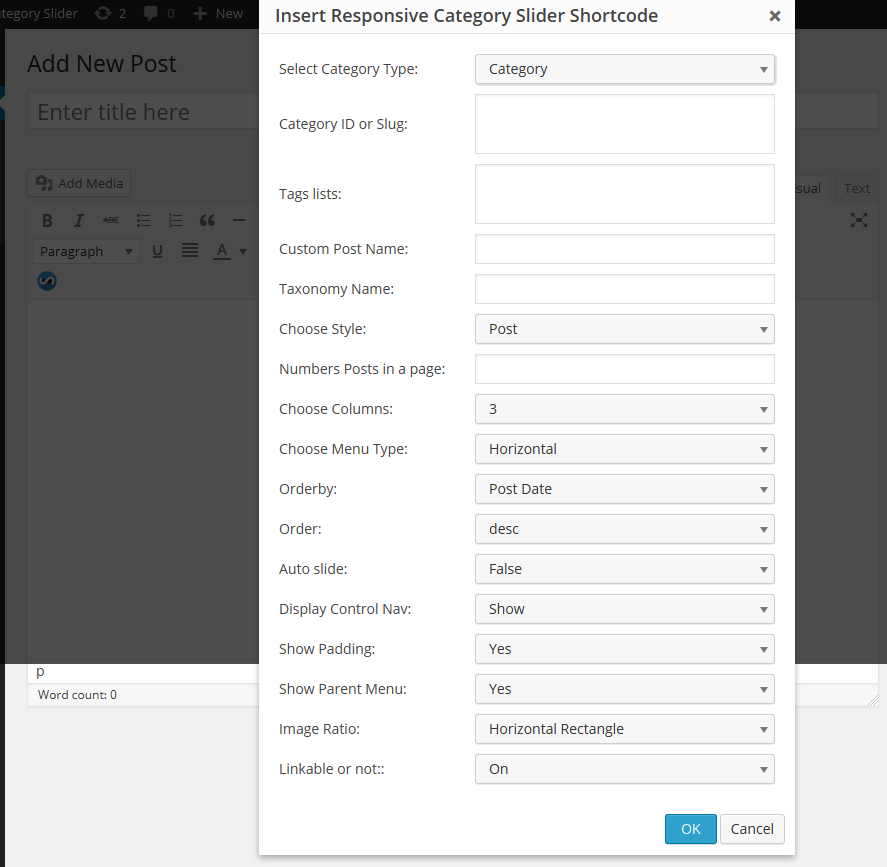 ategory Slider 2 0 New
Insert Responsive Category Slider Shortcode
Add New Post
Enter title here
Add Media
sual Text
B I ABC
Paragraph U A
Select Category Type: Category
Category ID or Slug:
Tags lists:
Custom Post Name:
Taxonomy Name:
Choose Style: Post
Numbers Posts in a page:
Choose Columns: 3
Choose Menu Type: Horizontal
Orderby: Post Date
Order: desc
Auto slide: False
Display Control Nav: Show
Show Padding: Yes
Show Parent Menu: Yes
Image Ratio: Horizontal Rectangle
Linkable or not:: On
p
Word count: 0
OK Cancel